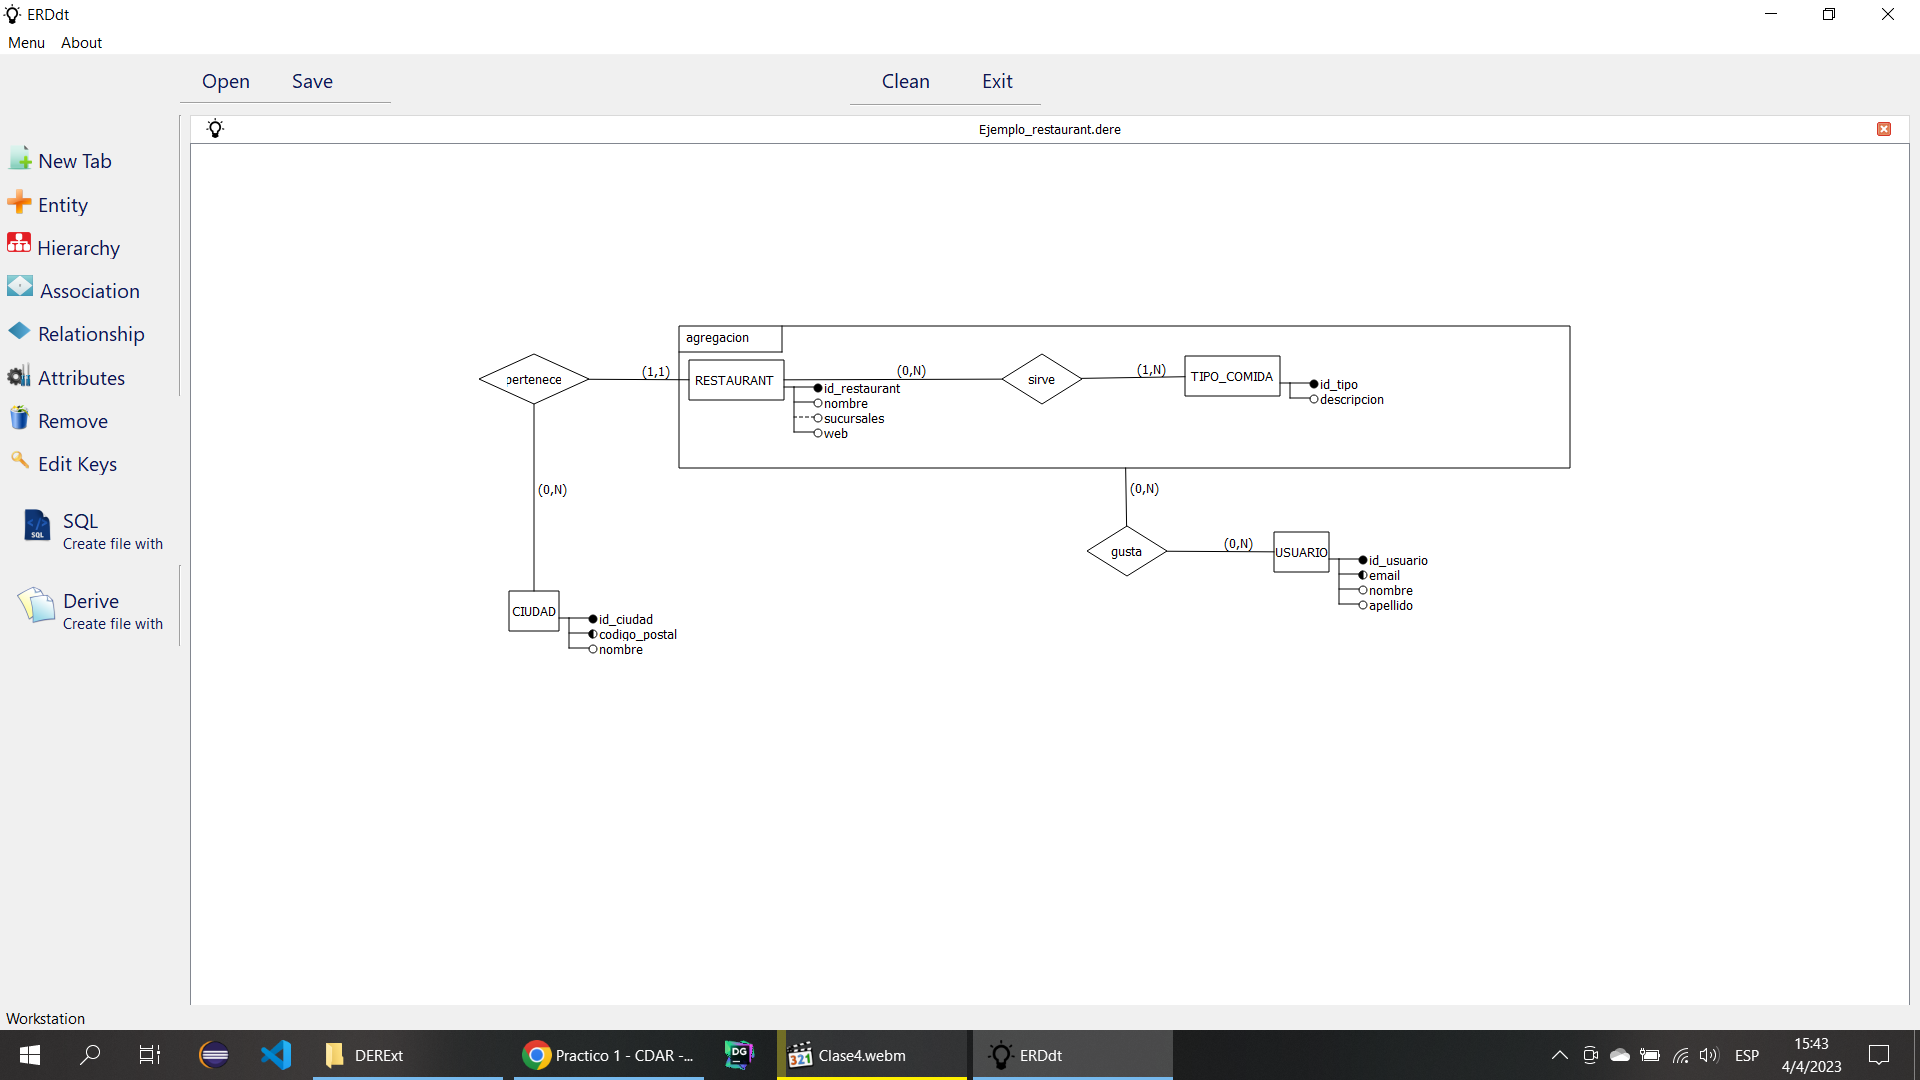 ERDdt
Menu About
Open Save Clean Exit
Ejemplo_restaurant.dere
New Tab
Entity
Hierarchy
Association
Relationship
Attributes
Remove
Edit Keys
SQL
Create file with
Derive
Create file with
agregacion
pertenece
(1,1)
RESTAURANT
(0,N)
sirve
(1,N)
TIPO_COMIDA
id_restaurant
nombre
sucursales
web
id_tipo
descripcion
(0,N)
(0,N)
gusta
(0,N)
USUARIO
id_usuario
email
nombre
apellido
CIUDAD
id_ciudad
codigo_postal
nombre
Workstation
DERExt
Practico 1 - CDAR -...
DG
321
Clase4.webm
ERDdt
ESP
15:43
4/4/2023